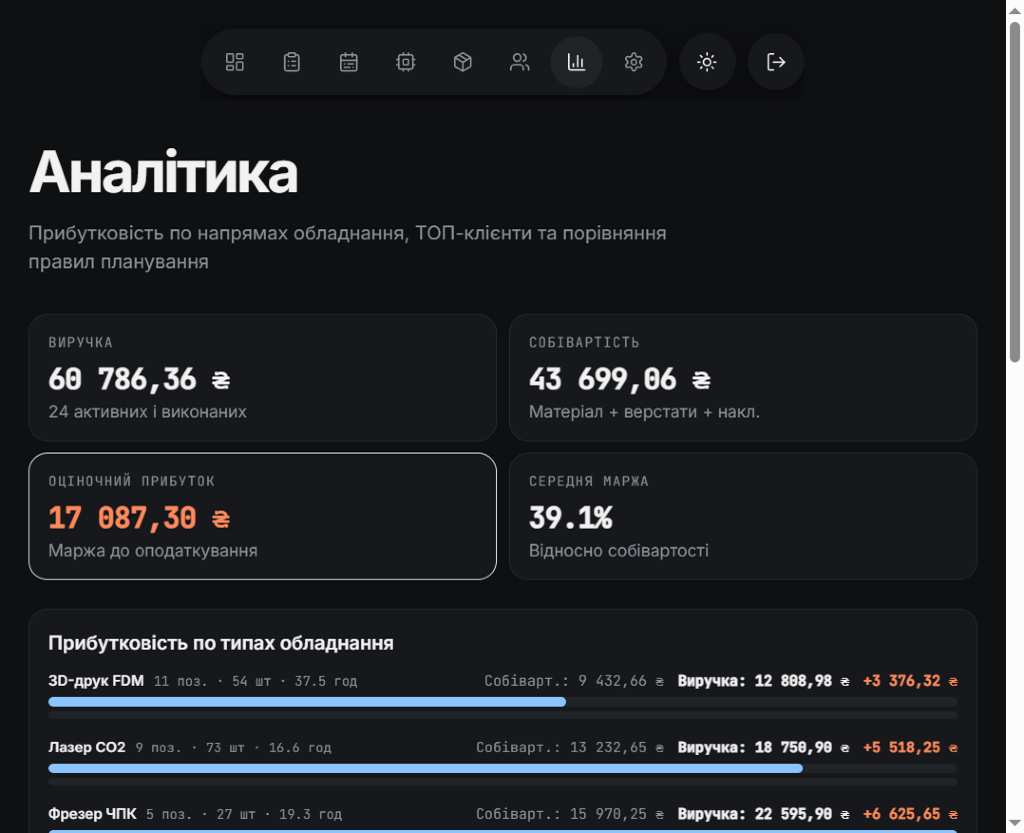 Аналітика
Прибутковість по напрямах обладнання, ТОП-клієнти та порівняння
правил планування
ВИРУЧКА
60 786,36 ₴
24 активних і виконаних
СОБІВАРТІСТЬ
43 699,06 ₴
Матеріал + верстати + накл.
ОЦІНОЧНИЙ ПРИБУТОК
17 087,30 ₴
Маржа до оподаткування
СЕРЕДНЯ МАРЖА
39.1%
Відносно собівартості
Прибутковість по типах обладнання
3D-друк FDM 11 поз. · 54 шт · 37.5 год Собіварт.: 9 432,66 ₴ Виручка: 12 808,98 ₴ +3 376,32 ₴
Лазер CO2 9 поз. · 73 шт · 16.6 год Собіварт.: 13 232,65 ₴ Виручка: 18 750,90 ₴ +5 518,25 ₴
Фрезер ЧПК 5 поз. · 27 шт · 19.3 год Собіварт.: 15 970,25 ₴ Виручка: 22 595,90 ₴ +6 625,65 ₴